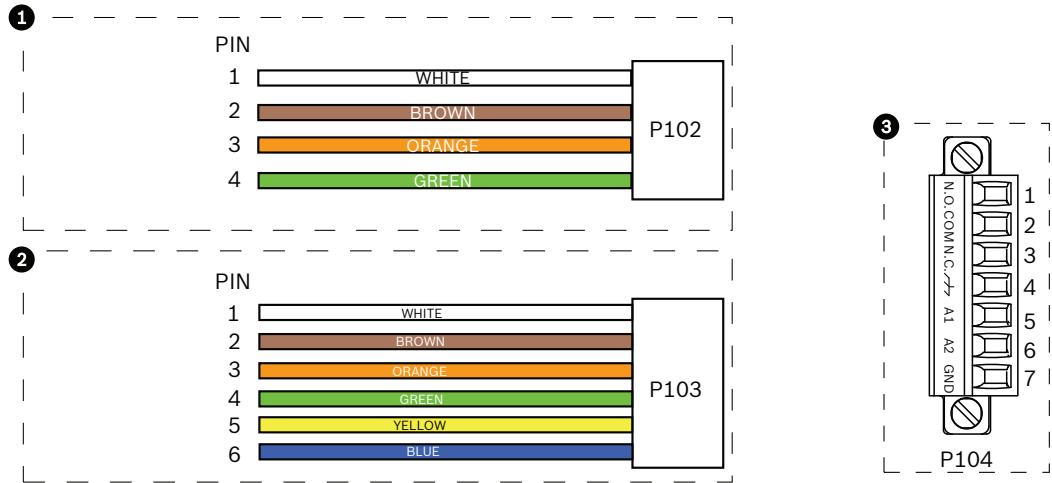 1
PIN
1 WHITE
2 BROWN
3 ORANGE
4 GREEN
P102
2
PIN
1 WHITE
2 BROWN
3 ORANGE
4 GREEN
5 YELLOW
6 BLUE
P103
3
N.O. 1
COM 2
N.C. 3
4
A1 5
A2 6
GND 7
P104